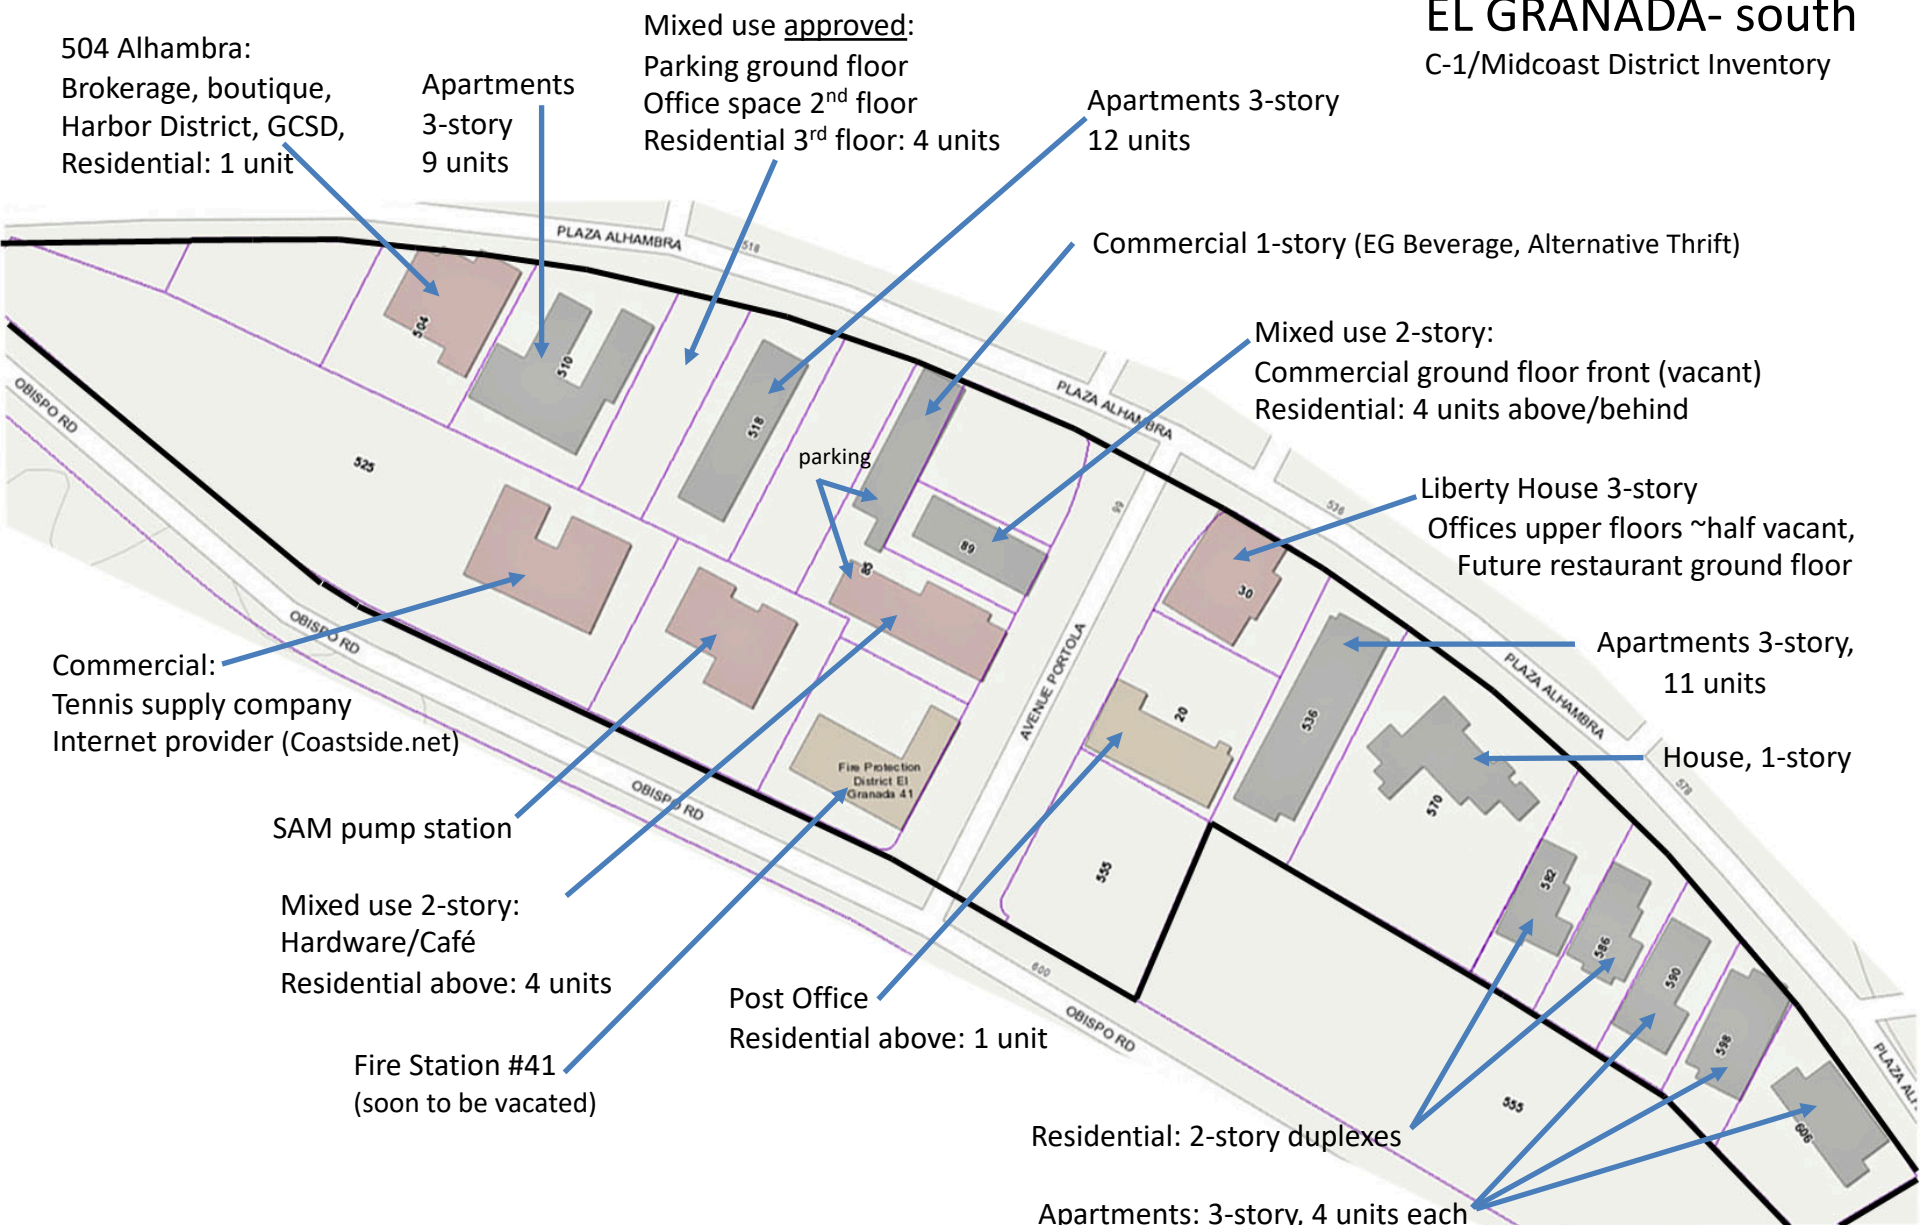 EL GRANADA- south
C-1/Midcoast District Inventory
504 Alhambra:
Brokerage, boutique,
Harbor District, GCSD,
Residential: 1 unit
Apartments
3-story
9 units
Mixed use approved:
Parking ground floor
Office space 2nd floor
Residential 3rd floor: 4 units
Apartments 3-story
12 units
Commercial 1-story (EG Beverage, Alternative Thrift)
Mixed use 2-story:
Commercial ground floor front (vacant)
Residential: 4 units above/behind
Liberty House 3-story
Offices upper floors ~half vacant,
Future restaurant ground floor
Apartments 3-story,
11 units
House, 1-story
parking
Commercial:
Tennis supply company
Internet provider (Coastside.net)
SAM pump station
Mixed use 2-story:
Hardware/Café
Residential above: 4 units
Fire Station #41
(soon to be vacated)
Post Office
Residential above: 1 unit
Residential: 2-story duplexes
Apartments: 3-story, 4 units each
PLAZA ALHAMBRA
518
PLAZA ALHAMBRA
536
PLAZA ALHAMBRA
578
OBISPO RD
OBISPO RD
OBISPO RD
600
OBISPO RD
AVENUE PORTOLA
99
504
510
518
525
89
85
30
20
536
570
555
582
586
590
598
606
555
Fire Protection
District El
Granada 41